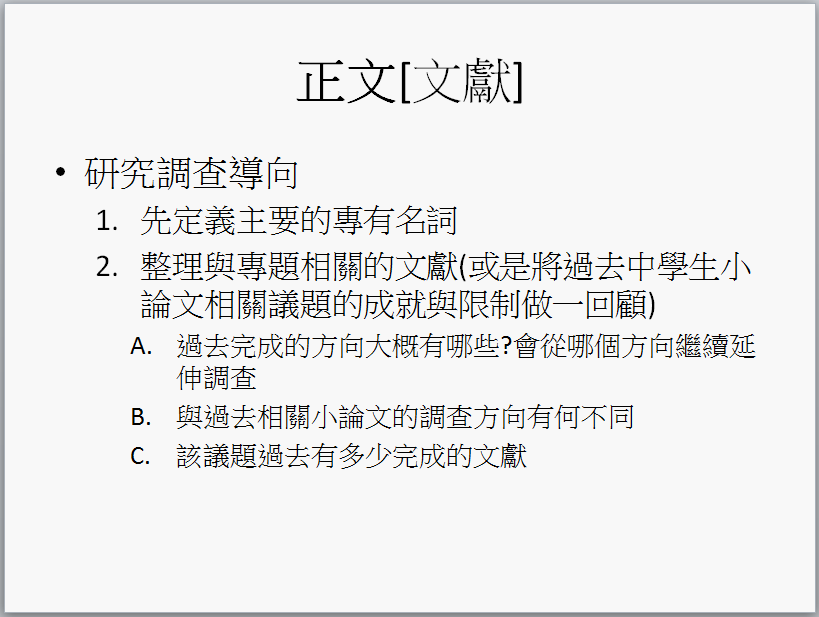 正文[文獻]
• 研究調查導向
1. 先定義主要的專有名詞
2. 整理與專題相關的文獻(或是將過去中學生小
論文相關議題的成就與限制做一回顧)
A. 過去完成的方向大概有哪些?會從哪個方向繼續延
伸調查
B. 與過去相關小論文的調查方向有何不同
C. 該議題過去有多少完成的文獻